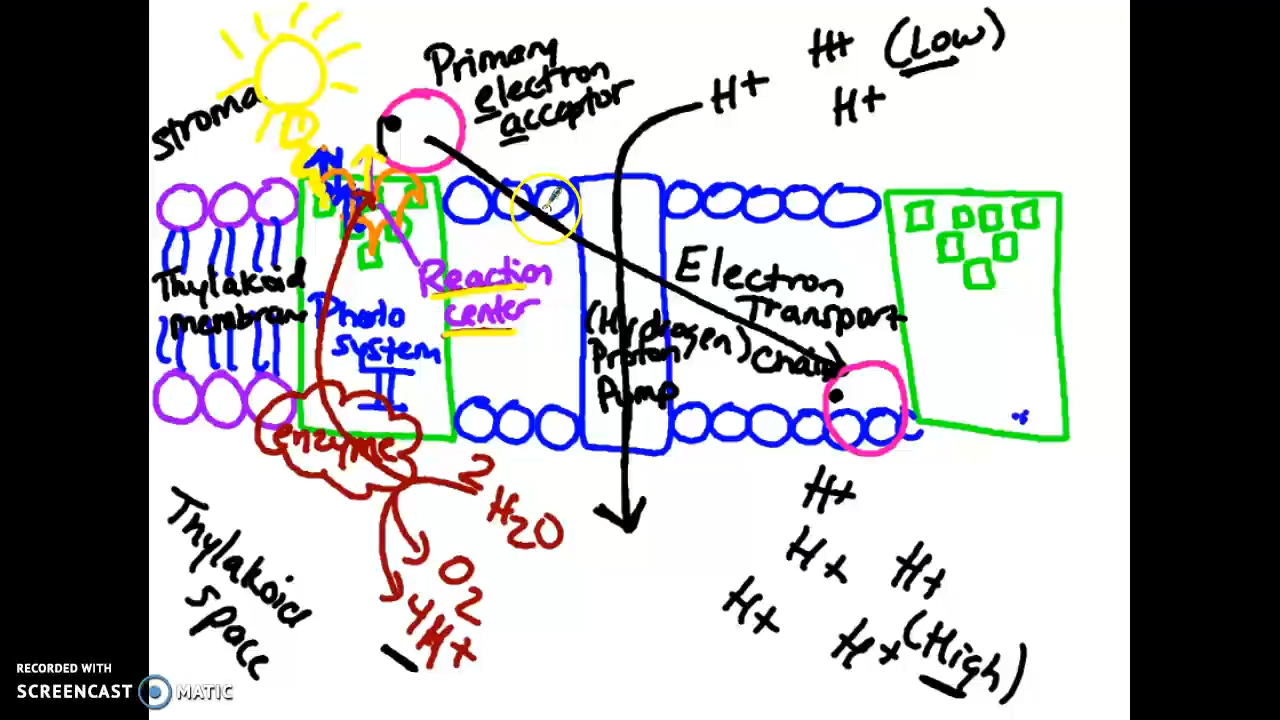 stroma
Primary
electron
acceptor
H+
H+ (Low)
H+
Thylakoid
membrane
Photo
system
II
Reaction
center
(Hydrogen)
Proton
Pump
Electron
Transport
Chain
enzyme
2
H2O
O2
4H+
Thylakoid
space
H+
H+ H+
H+ H+ (High)
RECORDED WITH
SCREENCAST MATIC